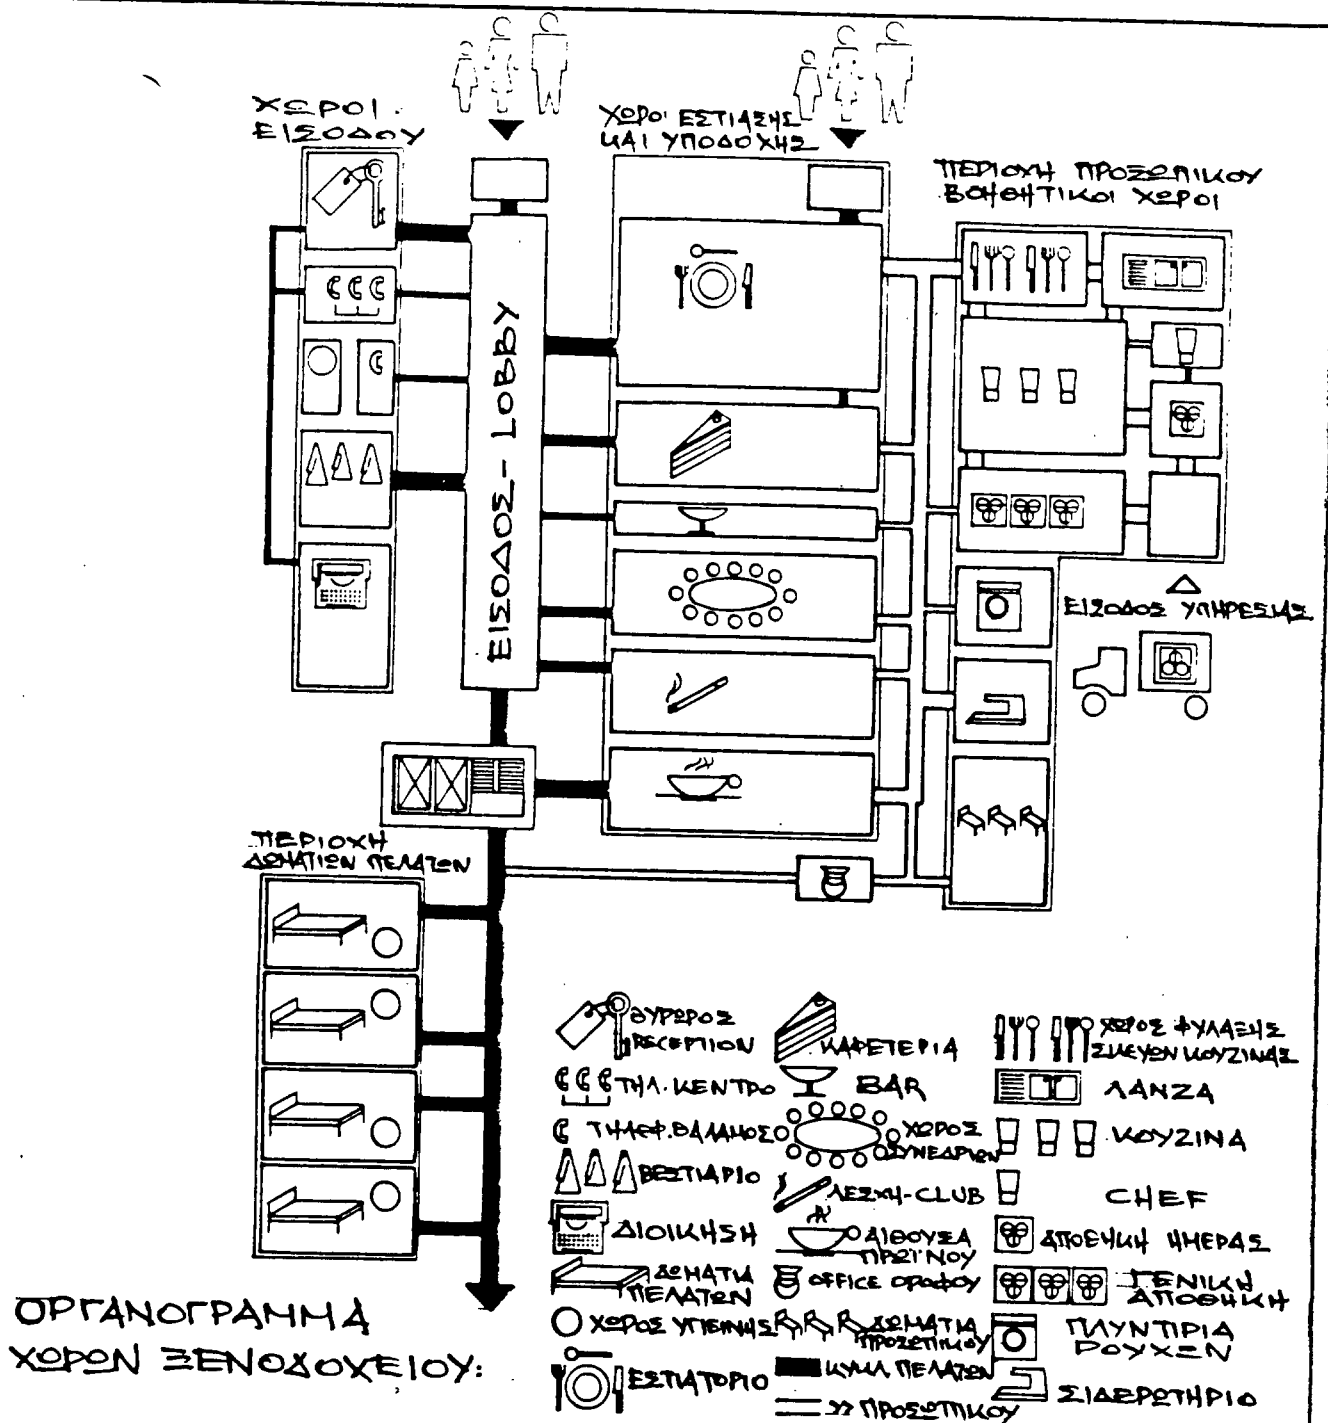 ΧΩΡΟΙ
ΕΙΣΟΔΟΥ
ΧΩΡΟΙ ΕΣΤΙΑΣΗΣ
ΚΑΙ ΥΠΟΔΟΧΗΣ
ΠΕΡΙΟΧΗ ΠΡΟΣΩΠΙΚΟΥ
ΒΟΗΘΗΤΙΚΟΙ ΧΩΡΟΙ
ΕΙΣΟΔΟΣ - LOBBY
ΕΙΣΟΔΟΣ ΥΠΗΡΕΣΙΑΣ
ΠΕΡΙΟΧΗ
ΔΩΜΑΤΙΩΝ ΠΕΛΑΤΩΝ
ΘΥΡΩΡΟΣ
RECEPTION
ΤΗΛ. ΚΕΝΤΡΟ
ΤΗΛΕΦ. ΘΑΛΑΜΟΣ
ΒΕΣΤΙΑΡΙΟ
ΔΙΟΙΚΗΣΗ
ΔΩΜΑΤΙΑ
ΠΕΛΑΤΩΝ
ΧΩΡΟΣ ΥΓΙΕΙΝΗΣ
ΕΣΤΙΑΤΟΡΙΟ
ΚΑΦΕΤΕΡΙΑ
BAR
ΧΩΡΟΣ
ΣΥΝΕΔΡΙΩΝ
ΛΕΣΧΗ-CLUB
ΑΙΘΟΥΣΑ
ΠΡΩΙΝΟΥ
OFFICE ΟΡΟΦΟΥ
ΔΩΜΑΤΙΑ
ΠΡΟΣΩΠΙΚΟΥ
ΚΥΚΛ. ΠΕΛΑΤΩΝ
>> ΠΡΟΣΩΠΙΚΟΥ
ΧΩΡΟΣ ΦΥΛΑΞΗΣ
ΣΚΕΥΩΝ ΚΟΥΖΙΝΑΣ
ΛΑΝΖΑ
ΚΟΥΖΙΝΑ
CHEF
ΑΠΟΘΗΚΗ ΗΜΕΡΑΣ
ΓΕΝΙΚΗ
ΑΠΟΘΗΚΗ
ΠΛΥΝΤΙΡΙΑ
ΡΟΥΧΩΝ
ΣΙΔΕΡΩΤΗΡΙΟ
ΟΡΓΑΝΟΓΡΑΜΜΑ
ΧΩΡΩΝ ΞΕΝΟΔΟΧΕΙΟΥ: